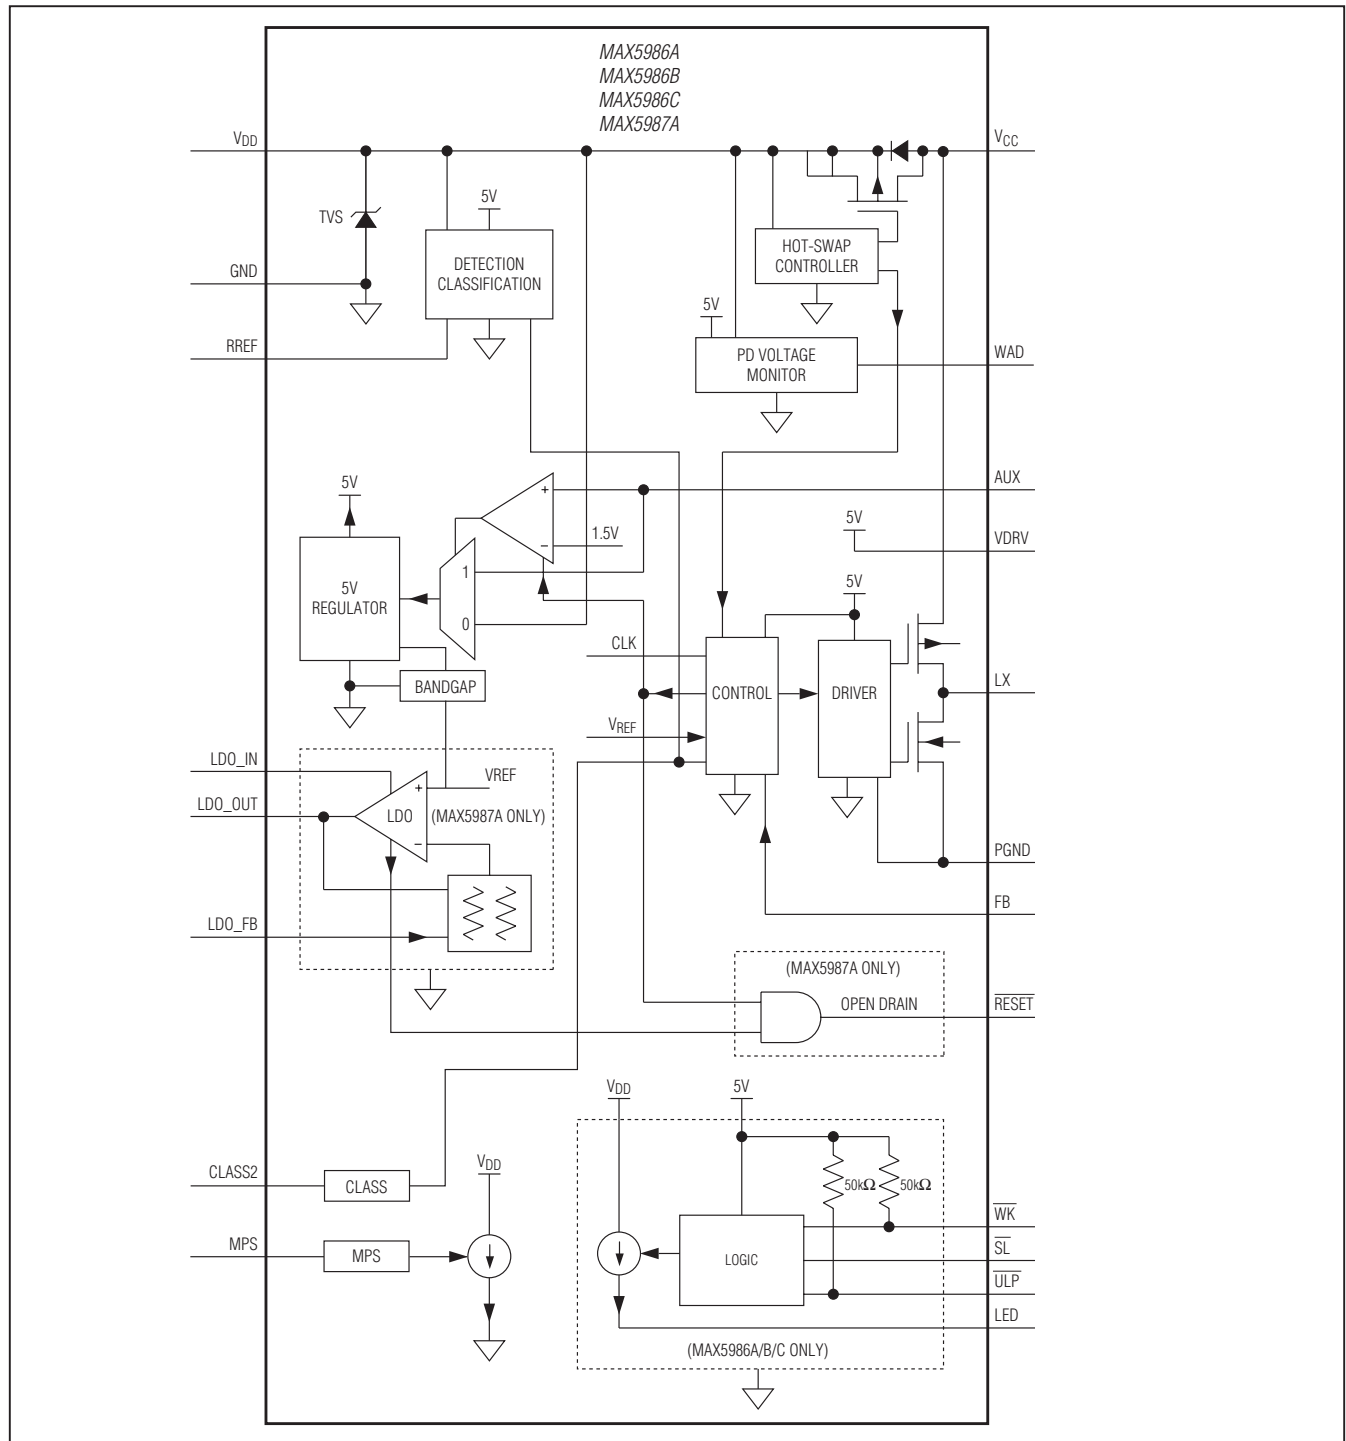 MAX5986A
MAX5986B
MAX5986C
MAX5987A
VDD
VCC
TVS
5V
HOT-SWAP
CONTROLLER
DETECTION
CLASSIFICATION
GND
5V
RREF
PD VOLTAGE
MONITOR
WAD
5V
+
AUX
5V
1.5V
−
VDRV
1
5V
5V
REGULATOR
0
CLK
BANDGAP
CONTROL
DRIVER
LX
VREF
LDO_IN
+
VREF
LDO_OUT
LDO
(MAX5987A ONLY)
−
PGND
FB
LDO_FB
(MAX5987A ONLY)
OPEN DRAIN
RESET
VDD
5V
CLASS2
CLASS
VDD
50kΩ
50kΩ
WK
MPS
MPS
LOGIC
SL
ULP
LED
(MAX5986A/B/C ONLY)